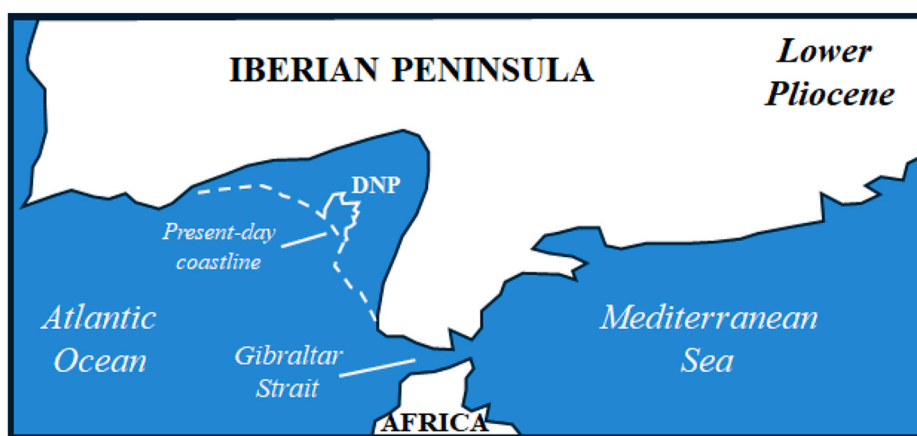 IBERIAN PENINSULA
Lower
Pliocene
DNP
Present-day
coastline
Atlantic
Ocean
Gibraltar
Strait
Mediterranean
Sea
AFRICA